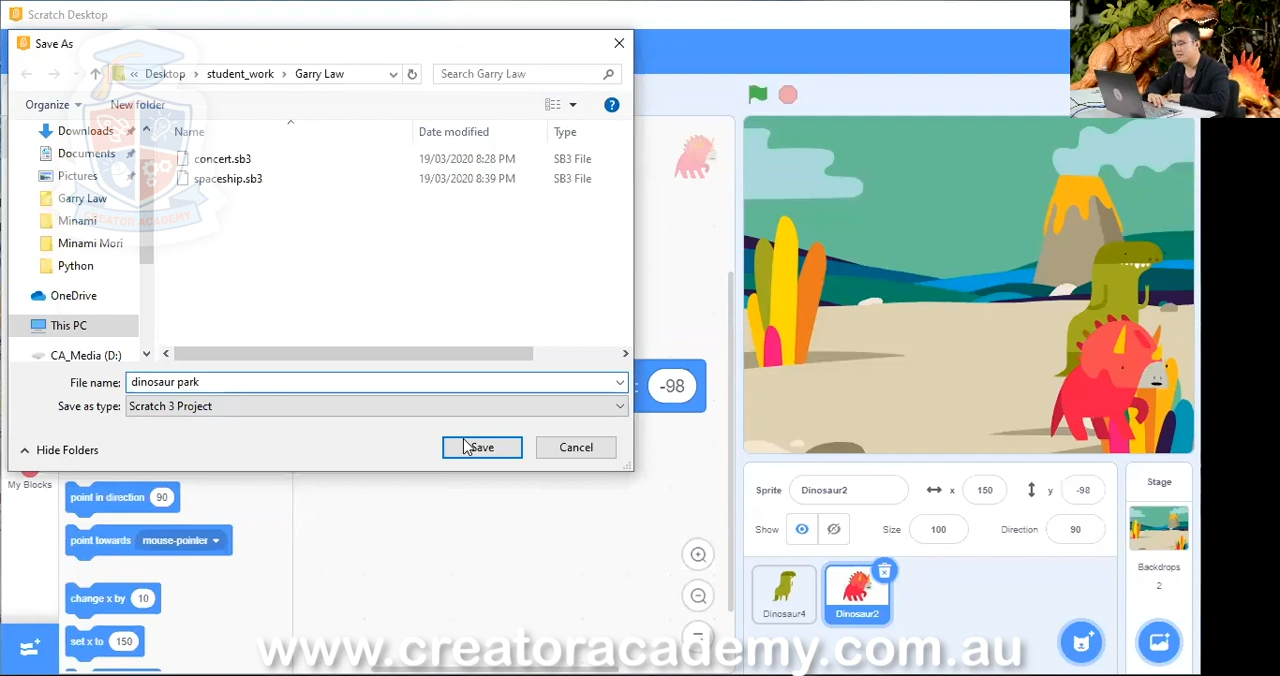 Scratch Desktop
Save As
« Desktop › student_work › Garry Law
Search Garry Law
Organize
New folder
Downloads
Documents
Pictures
Garry Law
Minami
Minami Mori
Python
OneDrive
This PC
CA_Media (D:)
Name
Date modified
Type
concert.sb3
19/03/2020 8:28 PM
SB3 File
spaceship.sb3
19/03/2020 8:39 PM
SB3 File
CREATOR ACADEMY
File name:
dinosaur park
Save as type:
Scratch 3 Project
Hide Folders
Save
Cancel
-98
My Blocks
point in direction 90
point towards mouse-pointer
change x by 10
set x to 150
Sprite
Dinosaur2
x 150
y -98
Show
Size 100
Direction 90
Dinosaur4
Dinosaur2
Stage
Backdrops
2
www.creatoracademy.com.au